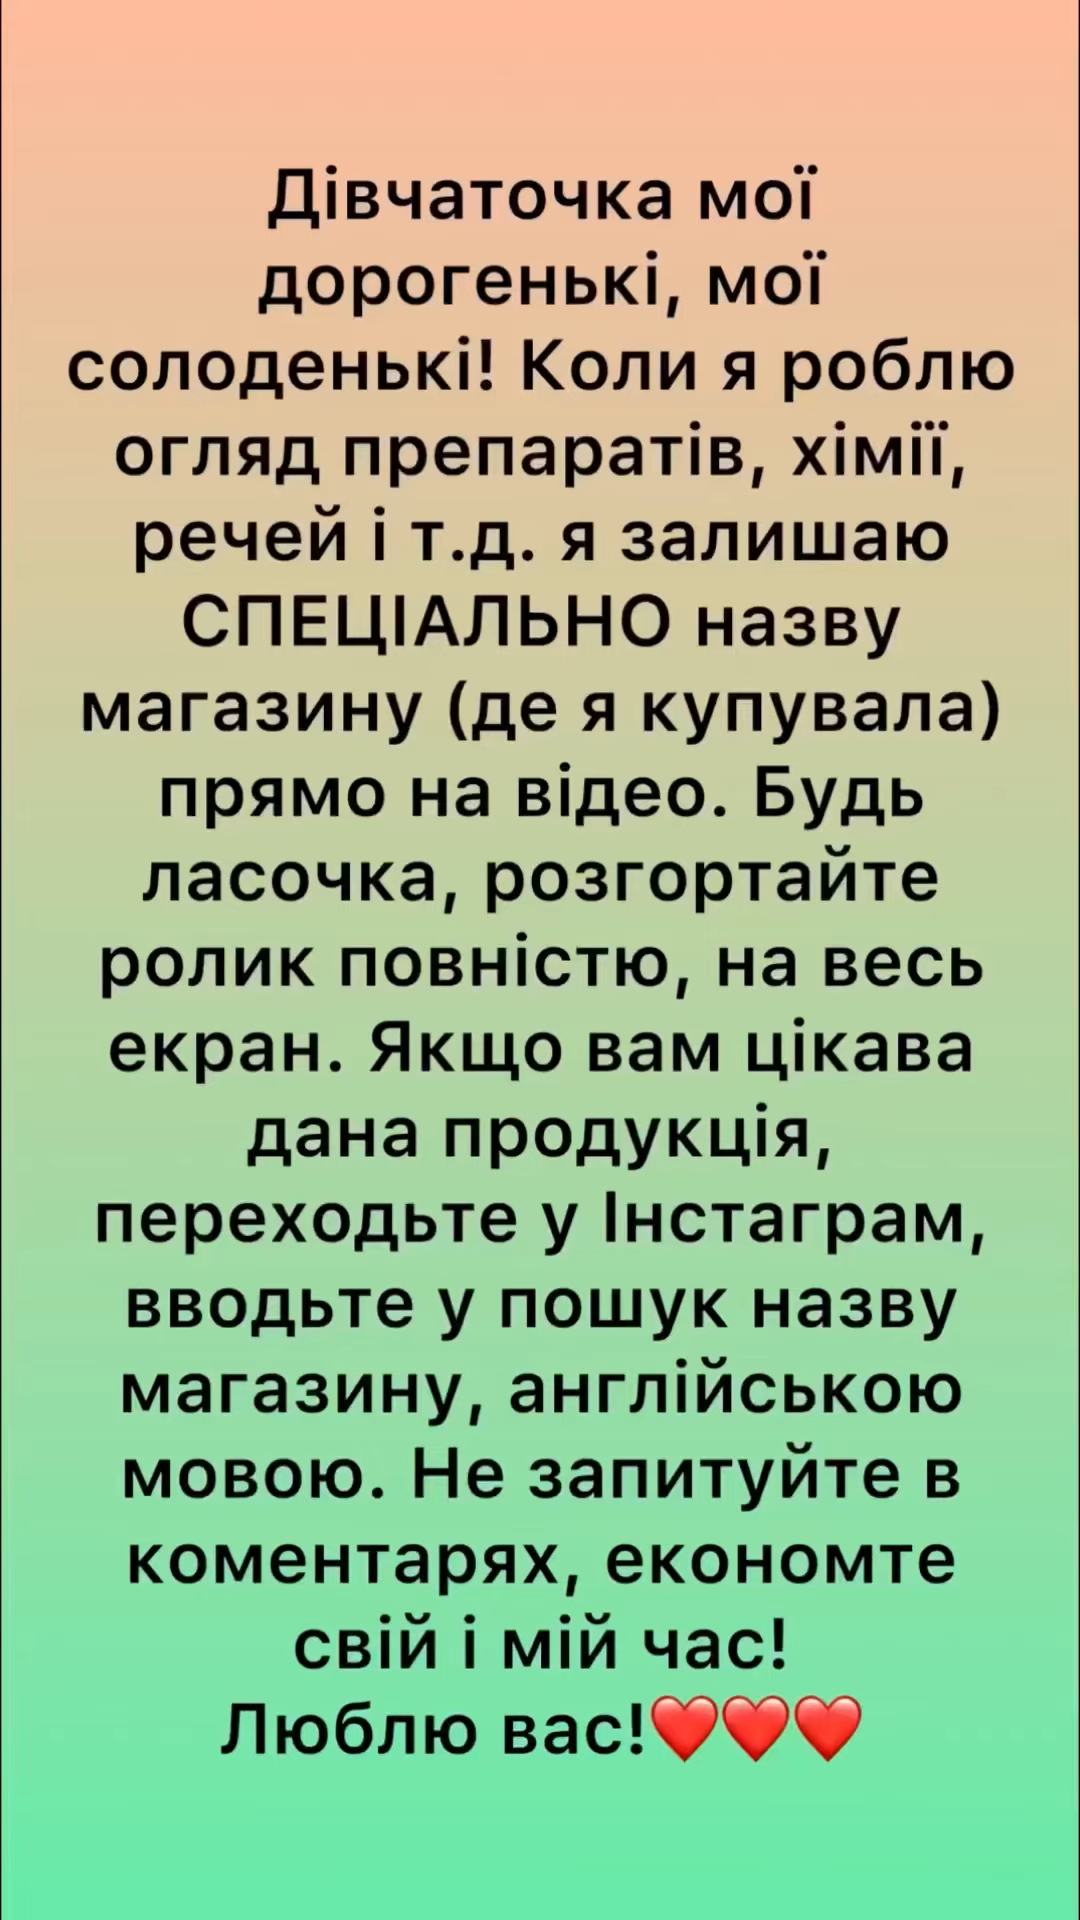 Дівчаточка мої
дорогенькі, мої
солоденькі! Коли я роблю
огляд препаратів, хімії,
речей і т.д. я залишаю
СПЕЦІАЛЬНО назву
магазину (де я купувала)
прямо на відео. Будь
ласочка, розгортайте
ролик повністю, на весь
екран. Якщо вам цікава
дана продукція,
переходьте у Інстаграм,
вводьте у пошук назву
магазину, англійською
мовою. Не запитуйте в
коментарях, економте
свій і мій час!
Люблю вас!❤️❤️❤️